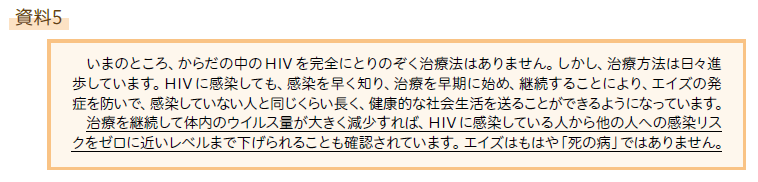 資料5
いまのところ、からだの中のHIVを完全にとりのぞく治療法はありません。しかし、治療方法は日々進
歩しています。HIVに感染しても、感染を早く知り、治療を早期に始め、継続することにより、エイズの発
症を防いで、感染していない人と同じくらい長く、健康的な社会生活を送ることができるようになっています。
治療を継続して体内のウイルス量が大きく減少すれば、HIVに感染している人から他の人への感染リス
クをゼロに近いレベルまで下げられることも確認されています。エイズはもはや「死の病」ではありません。